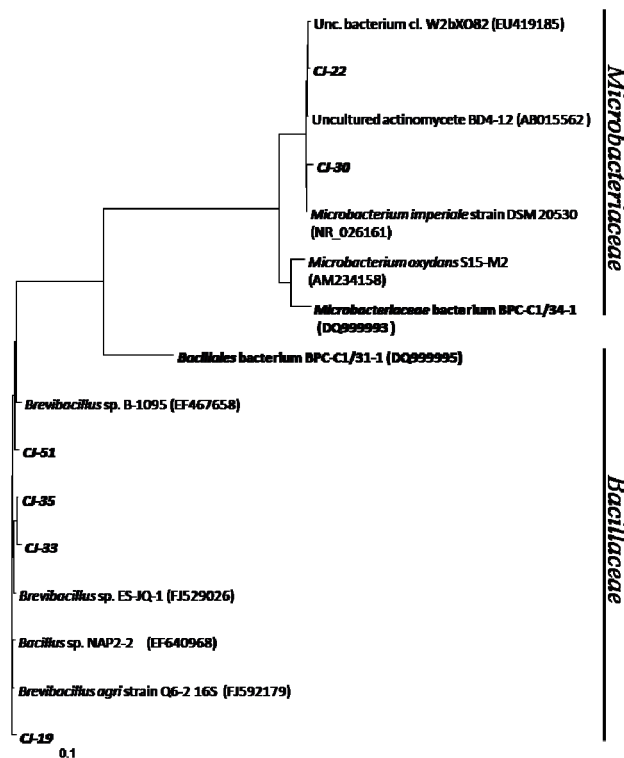 Unc. bacterium cl. W2bXO82 (EU419185)
CJ-22
Uncultured actinomycete BD4-12 (AB015562)
CJ-30
Microbacterium imperiale strain DSM 20530
(NR_026161)
Microbacterium oxydans S15-M2
(AM234158)
Microbacteriaceae bacterium BPC-C1/34-1
(DQ999993)
Microbacteriaceae
Bacillales bacterium BPC-C1/31-1 (DQ999995)
Brevibacillus sp. B-1095 (EF467658)
CJ-51
CJ-35
CJ-33
Brevibacillus sp. ES-JQ-1 (FJ529026)
Bacillus sp. NAP2-2 (EF640968)
Brevibacillus agri strain Q6-2 16S (FJ592179)
CJ-19
Bacillaceae
0.1